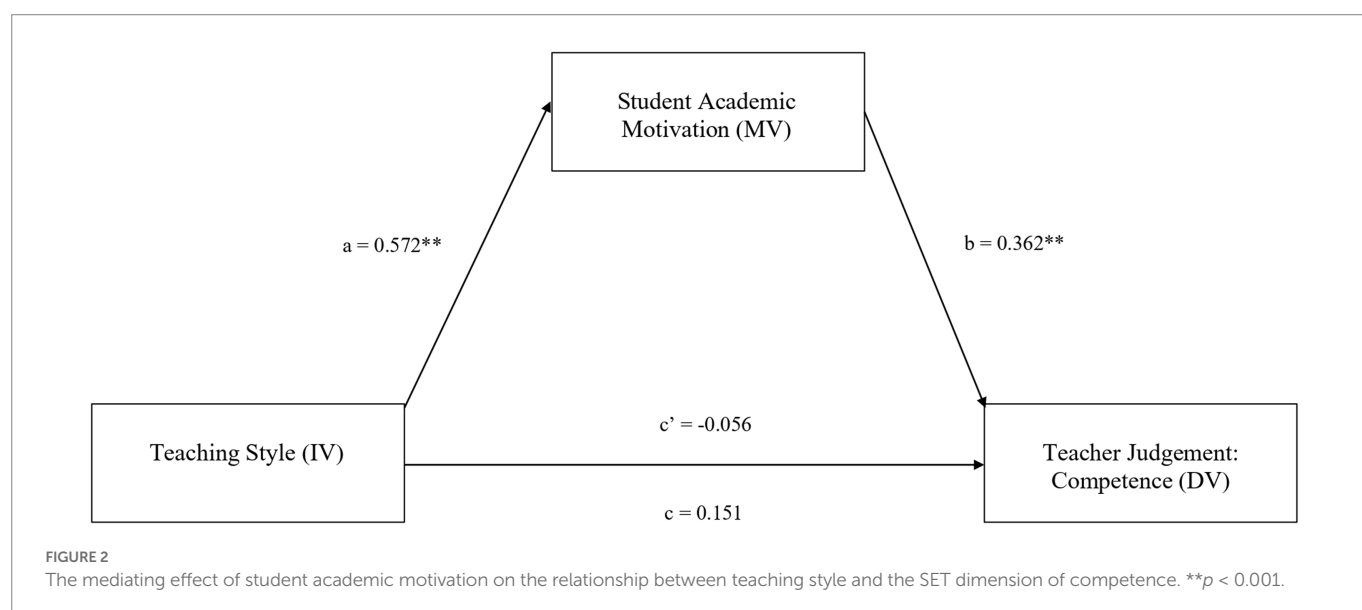 Student Academic
Motivation (MV)
a = 0.572**
b = 0.362**
c’ = -0.056
Teaching Style (IV)
Teacher Judgement:
Competence (DV)
c = 0.151
FIGURE 2
The mediating effect of student academic motivation on the relationship between teaching style and the SET dimension of competence. **p < 0.001.